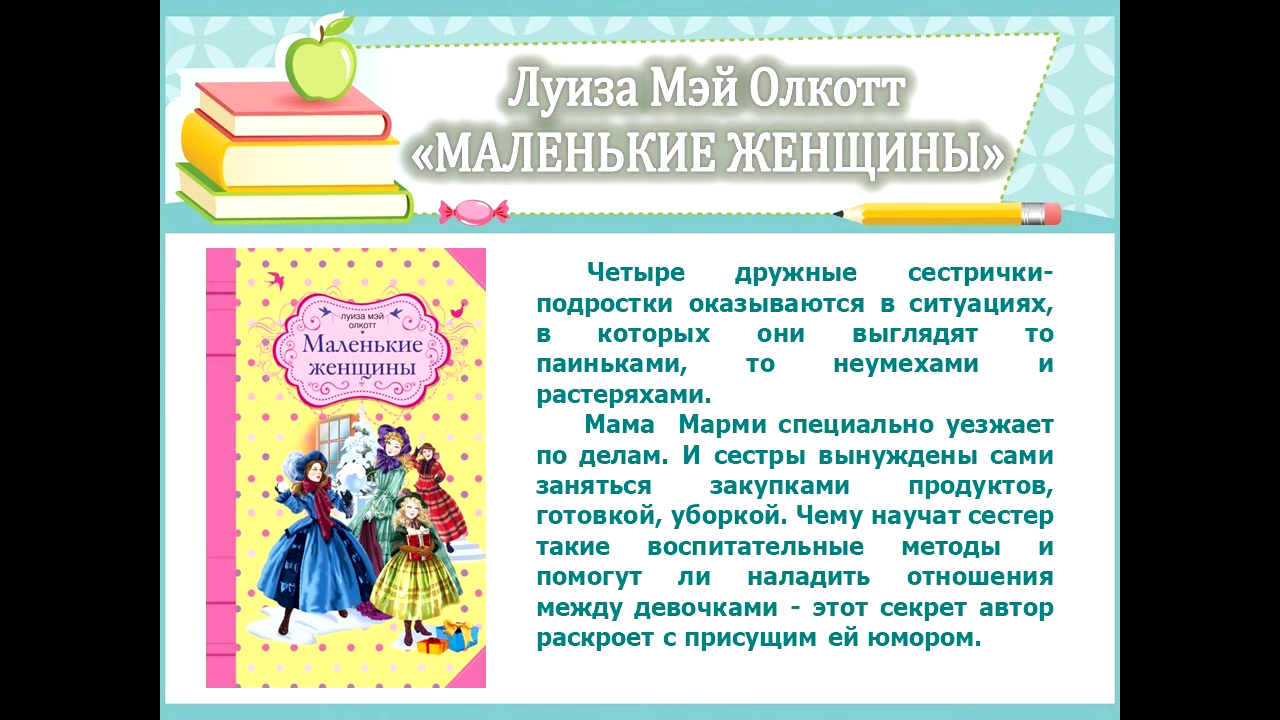 Луиза Мэй Олкотт
«МАЛЕНЬКИЕ ЖЕНЩИНЫ»
луиза мэй
олкотт
Маленькие
женщины
Четыре дружные сестрички-
подростки оказываются в ситуациях,
в которых они выглядят то
паиньками, то неумехами и
растеряхами.
Мама Марми специально уезжает
по делам. И сестры вынуждены сами
заняться закупками продуктов,
готовкой, уборкой. Чему научат сестер
такие воспитательные методы и
помогут ли наладить отношения
между девочками - этот секрет автор
раскроет с присущим ей юмором.